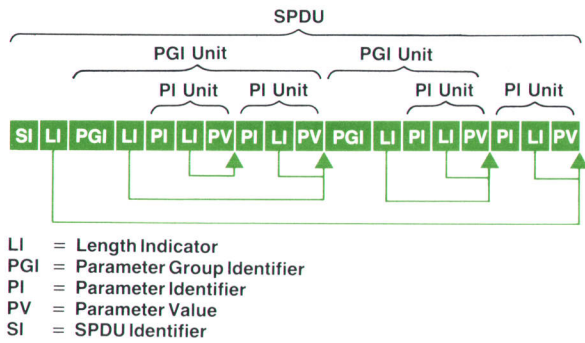 SPDU
PGI Unit PGI Unit
PI Unit PI Unit PI Unit PI Unit
SI LI PGI LI PI LI PV PI LI PV PGI LI PI LI PV PI LI PV
LI = Length Indicator
PGI = Parameter Group Identifier
PI = Parameter Identifier
PV = Parameter Value
SI = SPDU Identifier